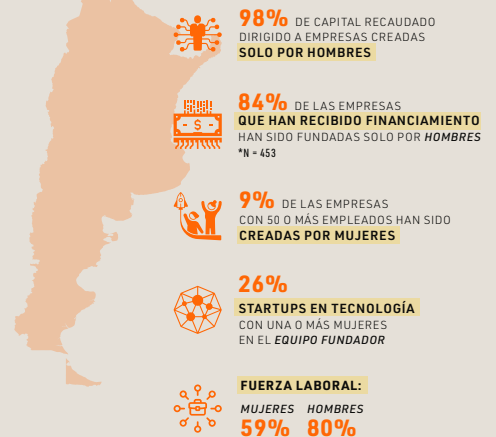 98% DE CAPITAL RECAUDADO
DIRIGIDO A EMPRESAS CREADAS
SOLO POR HOMBRES
$
84% DE LAS EMPRESAS
QUE HAN RECIBIDO FINANCIAMIENTO
HAN SIDO FUNDADAS SOLO POR HOMBRES
*N = 453
9% DE LAS EMPRESAS
CON 50 O MÁS EMPLEADOS HAN SIDO
CREADAS POR MUJERES
26%
STARTUPS EN TECNOLOGÍA
CON UNA O MÁS MUJERES
EN EL EQUIPO FUNDADOR
FUERZA LABORAL:
MUJERES HOMBRES
59% 80%